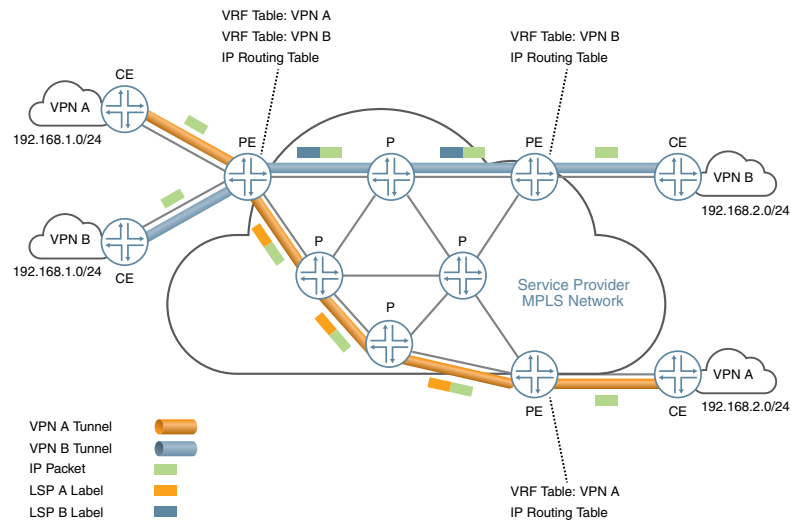 VRF Table: VPN A
VRF Table: VPN B
IP Routing Table
VRF Table: VPN B
IP Routing Table
CE
VPN A
192.168.1.0/24
PE
P
PE
CE
VPN B
192.168.2.0/24
VPN B
192.168.1.0/24
CE
P
P
Service Provider
MPLS Network
P
VPN A
192.168.2.0/24
PE
CE
VPN A Tunnel
VPN B Tunnel
IP Packet
LSP A Label
LSP B Label
VRF Table: VPN A
IP Routing Table